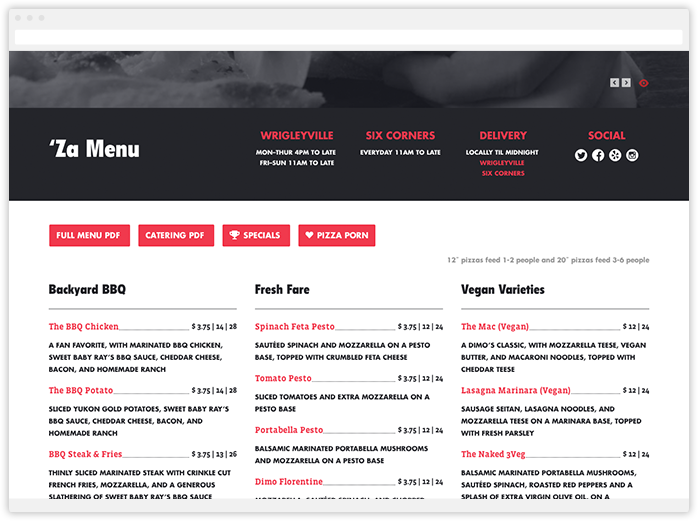 ‘Za Menu
WRIGLEYVILLE
MON-THUR 4PM TO LATE
FRI-SUN 11AM TO LATE
SIX CORNERS
EVERYDAY 11AM TO LATE
DELIVERY
LOCALLY TIL MIDNIGHT
WRIGLEYVILLE
SIX CORNERS
SOCIAL
FULL MENU PDF
CATERING PDF
SPECIALS
PIZZA PORN
12" pizzas feed 1-2 people and 20" pizzas feed 3-6 people
Backyard BBQ
The BBQ Chicken $ 3.75 | 14 | 28
A FAN FAVORITE, WITH MARINATED BBQ CHICKEN,
SWEET BABY RAY’S BBQ SAUCE, CHEDDAR CHEESE,
BACON, AND HOMEMADE RANCH
The BBQ Potato $ 3.75 | 14 | 28
SLICED YUKON GOLD POTATOES, SWEET BABY RAY’S
BBQ SAUCE, CHEDDAR CHEESE, BACON, AND
HOMEMADE RANCH
BBQ Steak & Fries $ 3.75 | 13 | 26
THINLY SLICED MARINATED STEAK WITH CRINKLE CUT
FRENCH FRIES, MOZZARELLA, AND A GENEROUS
SLATHERING OF SWEET BABY RAY’S BBQ SAUCE
Fresh Fare
Spinach Feta Pesto $ 3.75 | 12 | 24
SAUTÉED SPINACH AND MOZZARELLA ON A PESTO
BASE, TOPPED WITH CRUMBLED FETA CHEESE
Tomato Pesto $ 3.75 | 12 | 24
SLICED TOMATOES AND EXTRA MOZZARELLA ON A
PESTO BASE
Portabella Pesto $ 3.75 | 12 | 24
BALSAMIC MARINATED PORTABELLA MUSHROOMS
AND MOZZARELLA ON A PESTO BASE
Dimo Florentine $ 3.75 | 12 | 24
MOZZARELLA, SAUTÉED SPINACH, AND CHOPPED
Vegan Varieties
The Mac (Vegan) $ 12 | 24
A DIMO’S CLASSIC, WITH MOZZARELLA TEESE, VEGAN
BUTTER, AND MACARONI NOODLES, TOPPED WITH
CHEDDAR TEESE
Lasagna Marinara (Vegan) $ 12 | 24
SAUSAGE SEITAN, LASAGNA NOODLES, AND
MOZZARELLA TEESE ON A MARINARA BASE, TOPPED
WITH FRESH PARSLEY
The Naked 3Veg $ 12 | 24
BALSAMIC MARINATED PORTABELLA MUSHROOMS,
SAUTÉED SPINACH, ROASTED RED PEPPERS AND A
SPLASH OF EXTRA VIRGIN OLIVE OIL, ON A